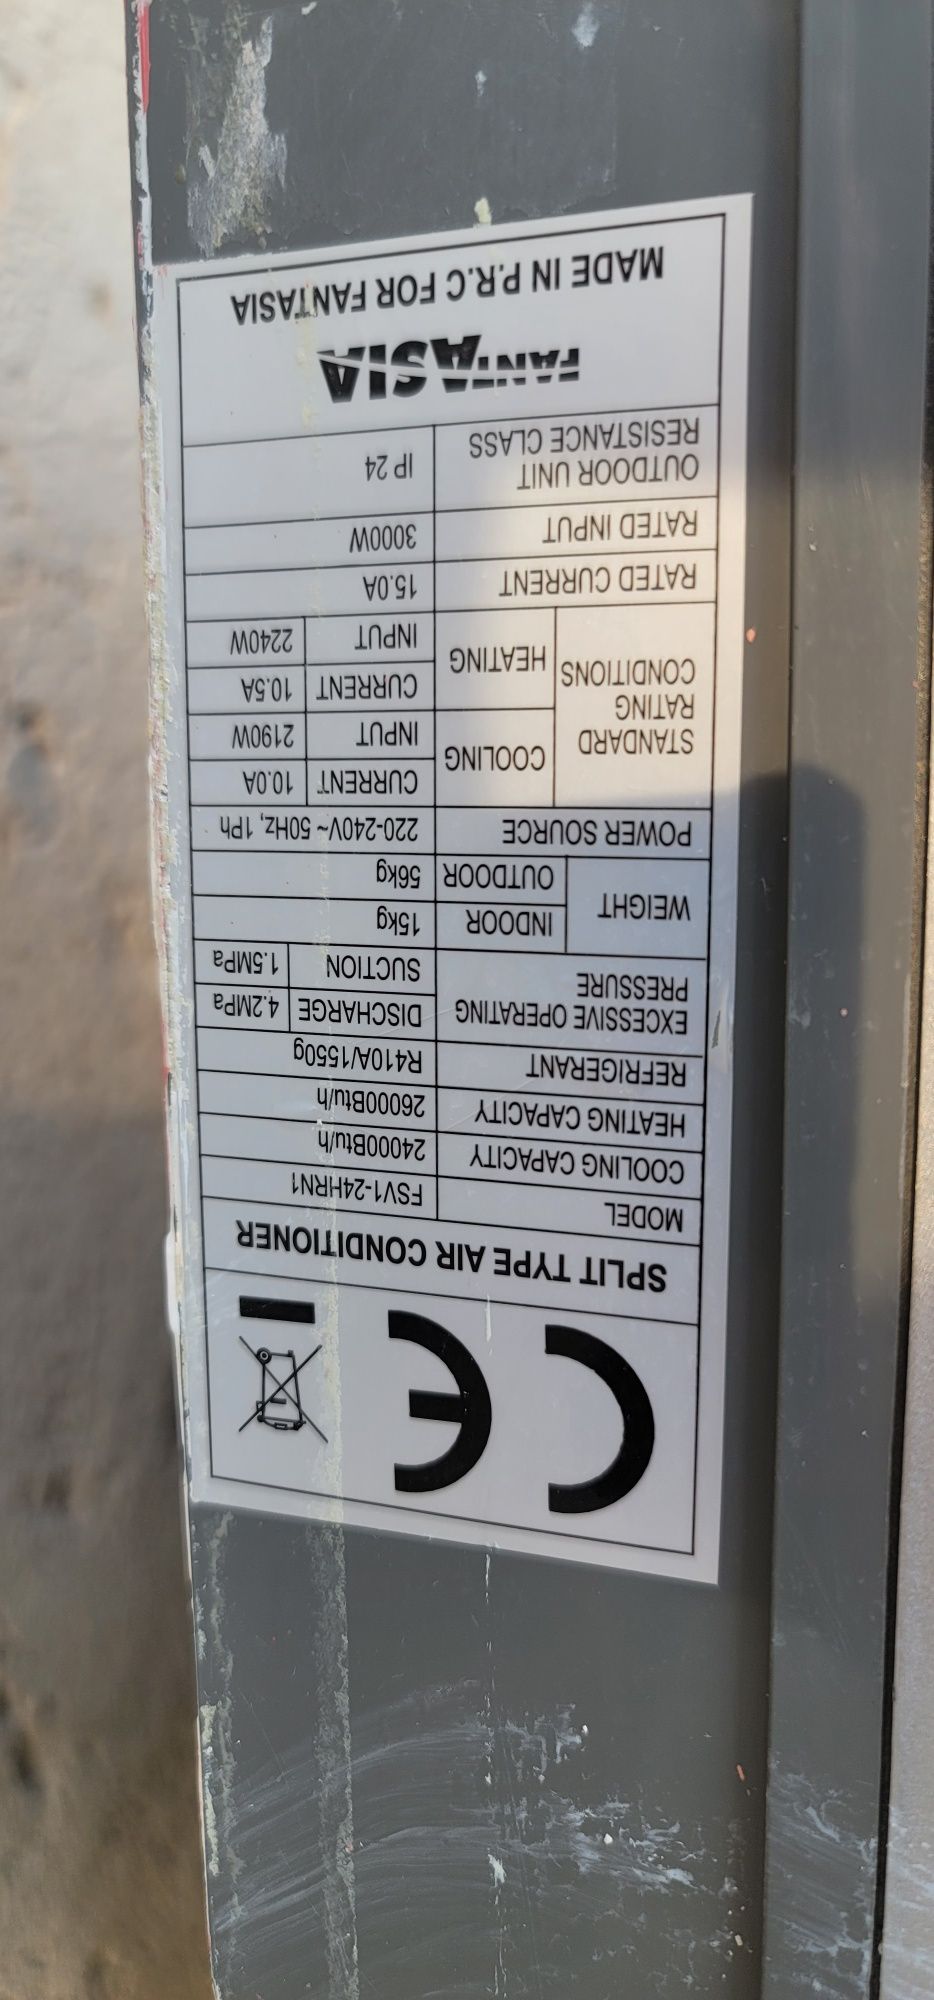 CE
SPLIT TYPE AIR CONDITIONER
MODEL FSV1-24HRN1
COOLING CAPACITY 24000Btu/h
HEATING CAPACITY 26000Btu/h
REFRIGERANT R410A/1550g
EXCESSIVE OPERATING
PRESSURE
DISCHARGE 4.2MPa
SUCTION 1.5MPa
WEIGHT
INDOOR 15kg
OUTDOOR 56kg
POWER SOURCE 220-240V~ 50Hz, 1Ph
STANDARD
RATING
CONDITIONS
COOLING
CURRENT 10.0A
INPUT 2190W
HEATING
CURRENT 10.5A
INPUT 2240W
RATED CURRENT 15.0A
RATED INPUT 3000W
OUTDOOR UNIT
RESISTANCE CLASS
IP 24
FANTASIA
MADE IN P.R.C FOR FANTASIA